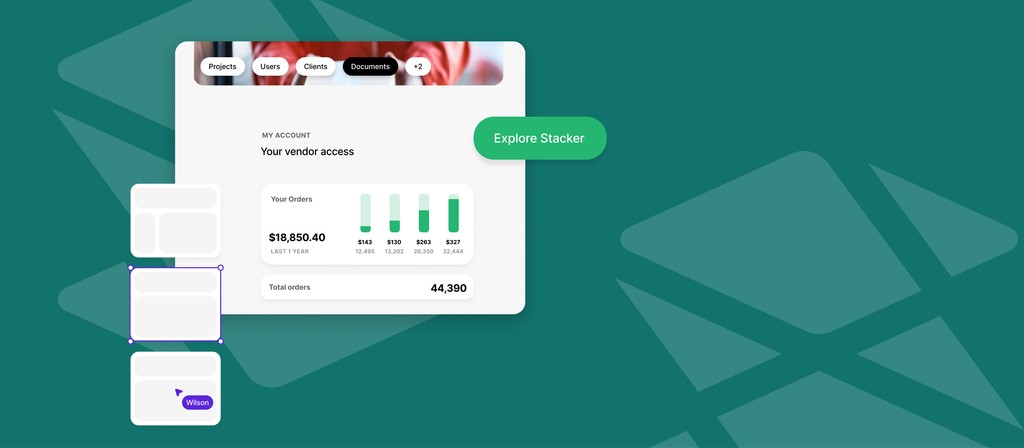 Projects Users Clients Documents +2
MY ACCOUNT
Your vendor access
Explore Stacker
Your Orders
$18,850.40
LAST 1 YEAR
$143 $130 $263 $327
12,495 13,202 26,350 32,444
Total orders 44,390
Wilson